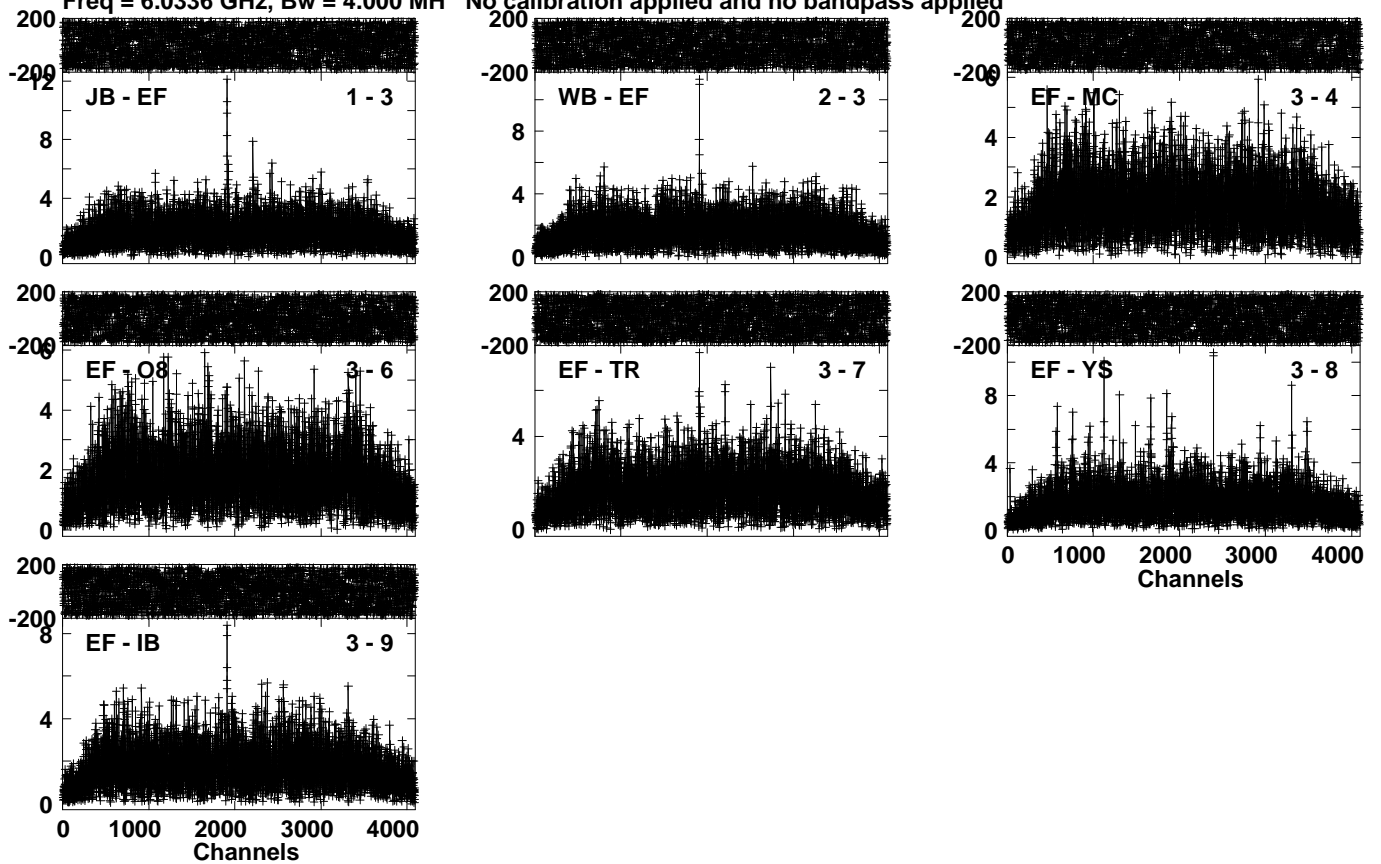 Freq = 6.0336 GHz, Bw = 4.000 MH No calibration applied and no bandpass applied
200 200 200
-200 -200 -200
12 6
JB - EF 1 - 3 WB - EF 2 - 3 EF - MC 3 - 4
8 8 4
4 4 2
0 0 0
200 200 200
-200 -200 -200
6
EF - O8 3 - 6 EF - TR 3 - 7 EF - YS 3 - 8
4 4 8
2 4
0 0 0
0 1000 2000 3000 4000
Channels
200
-200
8
EF - IB 3 - 9
4
0
0 1000 2000 3000 4000
Channels